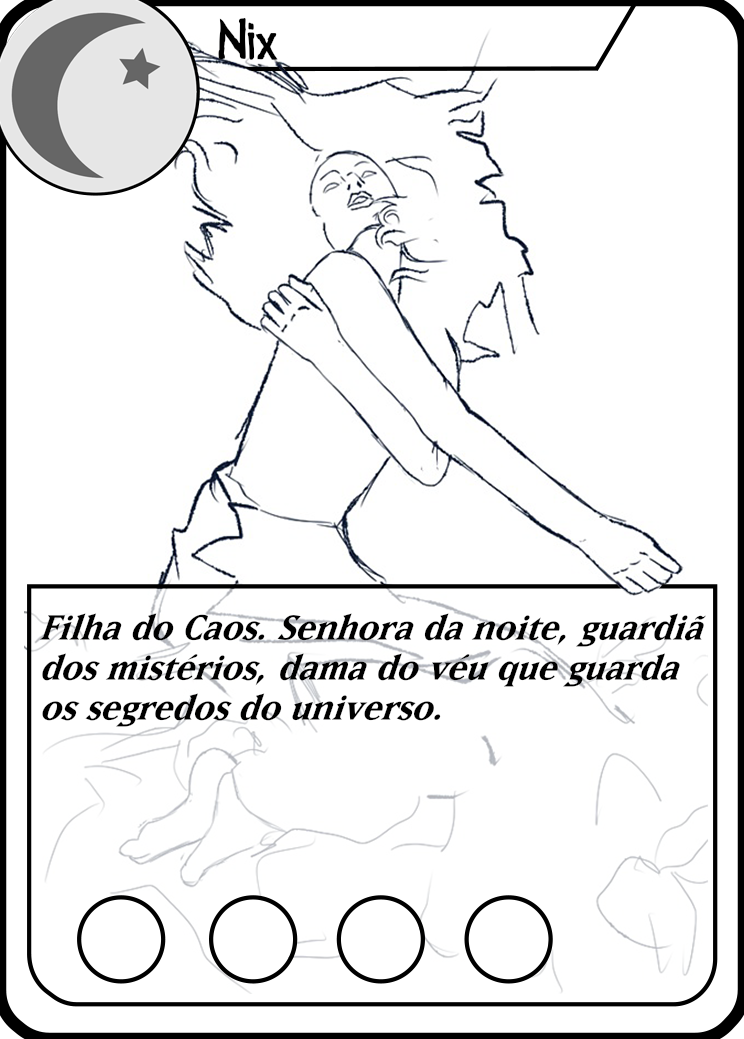 Nix
Filha do Caos. Senhora da noite, guardiã
dos mistérios, dama do véu que guarda
os segredos do universo.